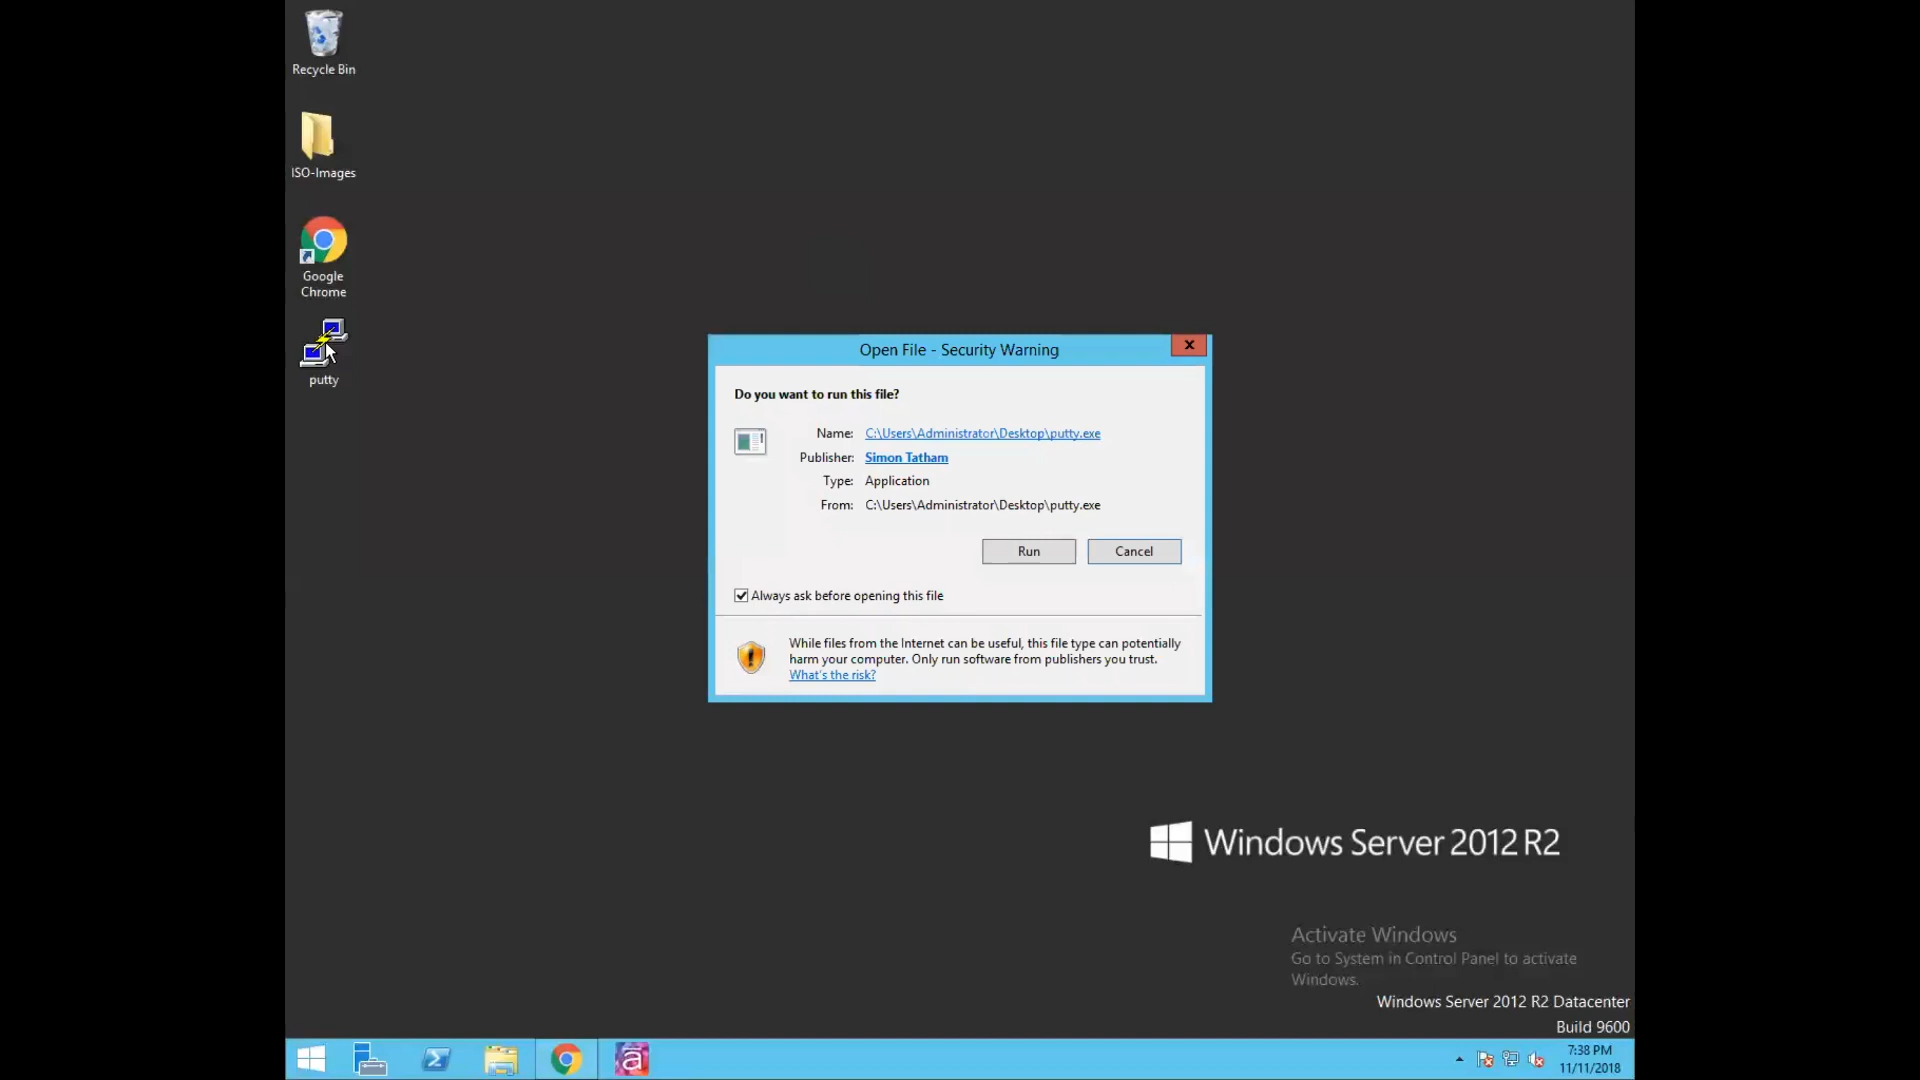 Recycle Bin
ISO-Images
Google
Chrome
putty
Open File - Security Warning
Do you want to run this file?
Name: C:\Users\Administrator\Desktop\putty.exe
Publisher: Simon Tatham
Type: Application
From: C:\Users\Administrator\Desktop\putty.exe
Run Cancel
Always ask before opening this file
While files from the Internet can be useful, this file type can potentially
harm your computer. Only run software from publishers you trust.
What's the risk?
Windows Server 2012 R2
Activate Windows
Go to System in Control Panel to activate
Windows.
Windows Server 2012 R2 Datacenter
Build 9600
7:38 PM
11/11/2018